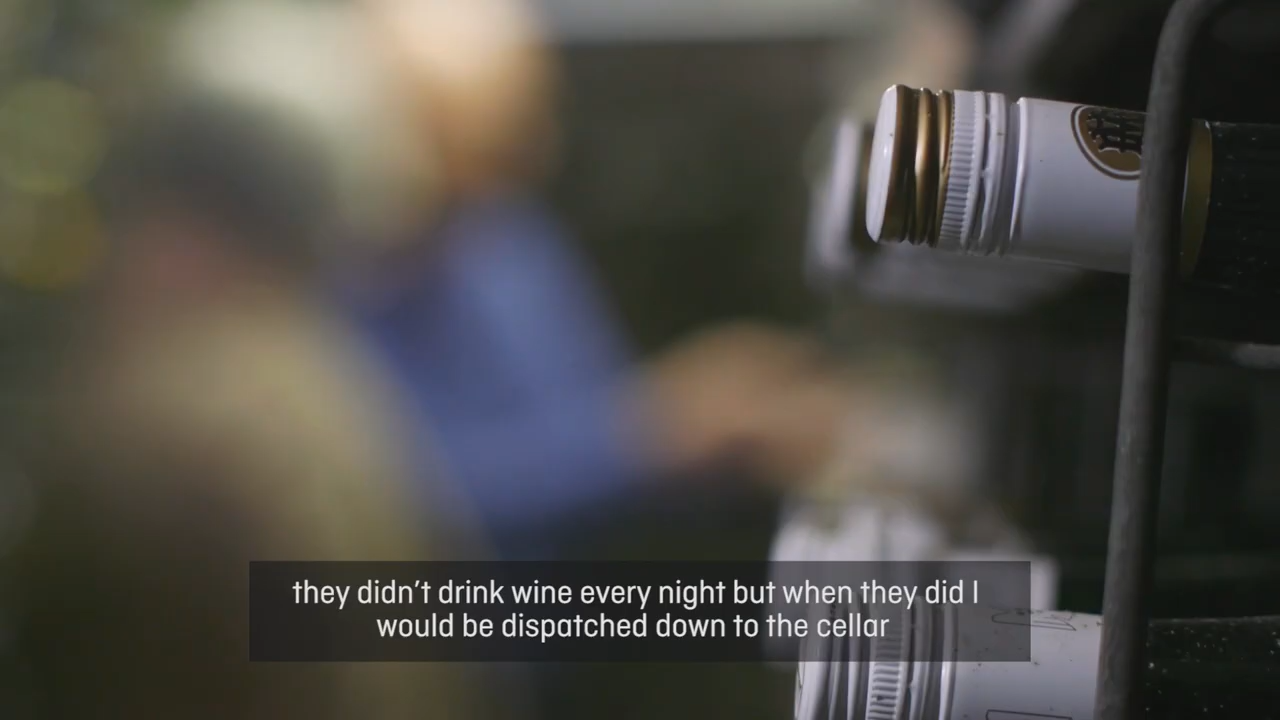 they didn't drink wine every night but when they did I
would be dispatched down to the cellar